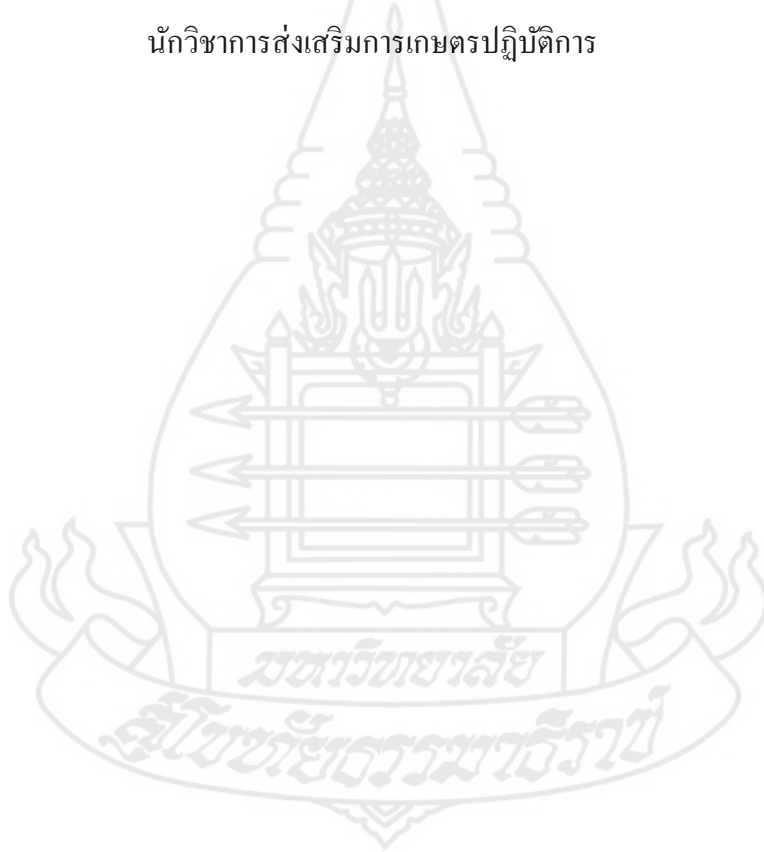 นักวิชาการส่งเสริมการเกษตรปฏิบัติการ
มหาวิทยาลัย
สุโขทัยธรรมาธิราช